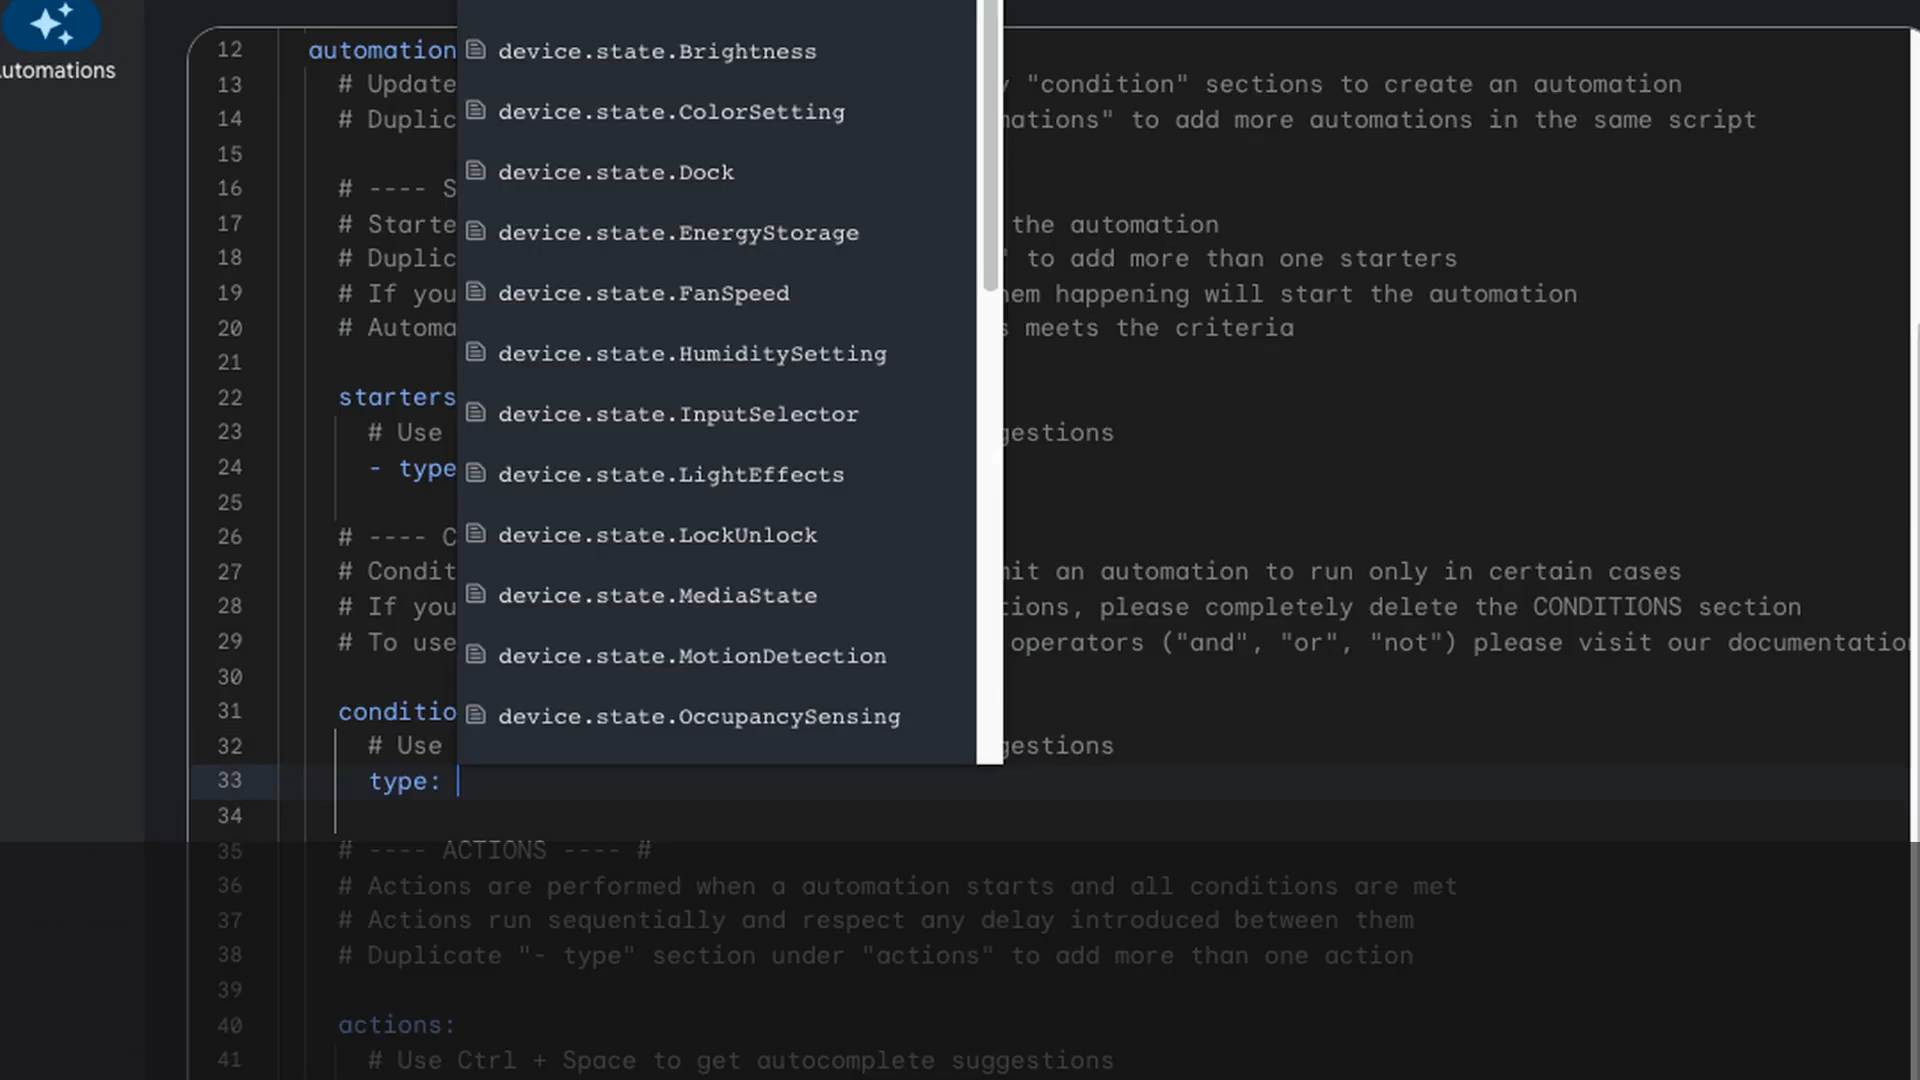 utomations
12 automation
13 # Update "condition" sections to create an automation
14 # Duplic ations" to add more automations in the same script
15
16 # ---- S
17 # Starte the automation
18 # Duplic " to add more than one starters
19 # If you em happening will start the automation
20 # Automa s meets the criteria
21
22 starters
23 # Use gestions
24 - type
25
26 # ---- C
27 # Condit it an automation to run only in certain cases
28 # If you tions, please completely delete the CONDITIONS section
29 # To use operators ("and", "or", "not") please visit our documentatio
30
31 conditio
32 # Use gestions
33 type:
34
35 # ---- ACTIONS ---- #
36 # Actions are performed when a automation starts and all conditions are met
37 # Actions run sequentially and respect any delay introduced between them
38 # Duplicate "- type" section under "actions" to add more than one action
39
40 actions:
41 # Use Ctrl + Space to get autocomplete suggestions
device.state.Brightness
device.state.ColorSetting
device.state.Dock
device.state.EnergyStorage
device.state.FanSpeed
device.state.HumiditySetting
device.state.InputSelector
device.state.LightEffects
device.state.LockUnlock
device.state.MediaState
device.state.MotionDetection
device.state.OccupancySensing